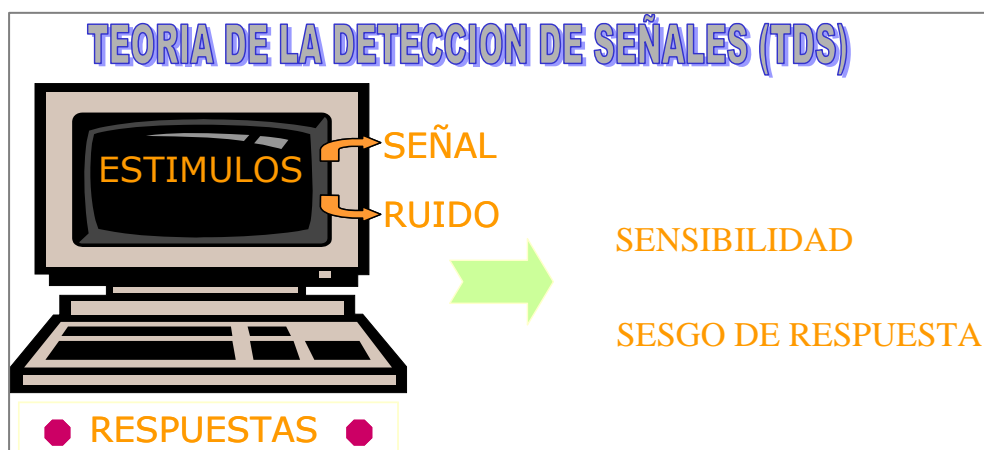 TEORIA DE LA DETECCION DE SEÑALES (TDS)
ESTIMULOS
SEÑAL
RUIDO
SENSIBILIDAD
SESGO DE RESPUESTA
RESPUESTAS